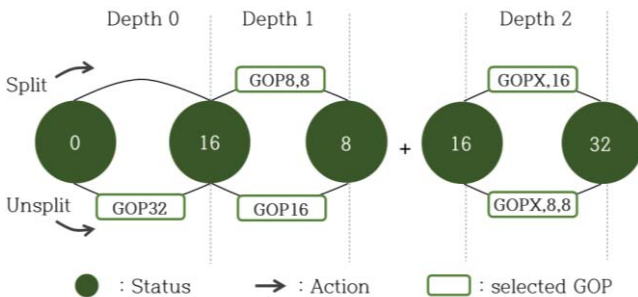 Depth 0 Depth 1 Depth 2
Split
GOP8,8 GOPX,16
0 16 8 + 16 32
Unsplit
GOP32 GOP16 GOPX,8,8
: Status : Action : selected GOP